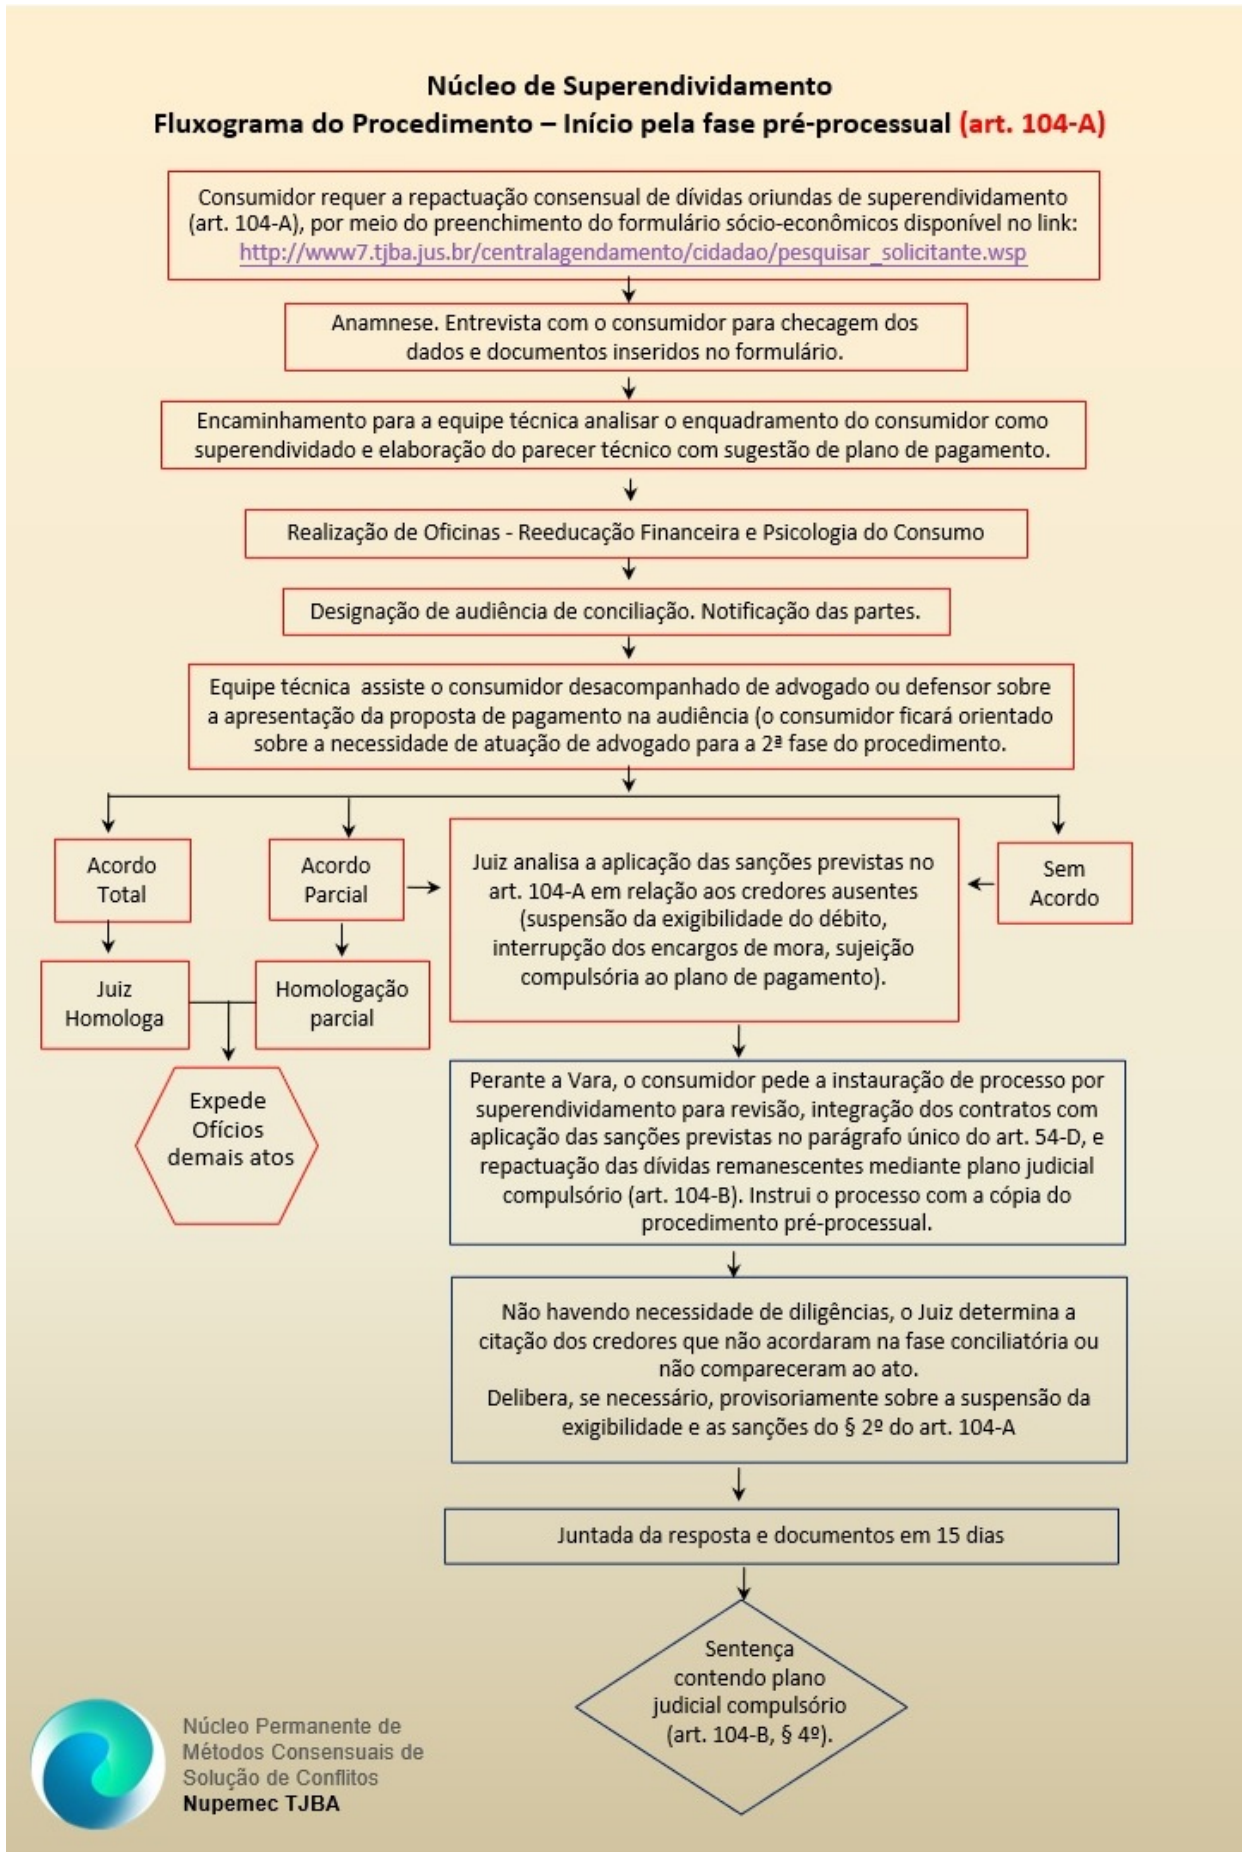 Núcleo de Superendividamento
Fluxograma do Procedimento – Início pela fase pré-processual (art. 104-A)
Consumidor requer a repactuação consensual de dívidas oriundas de superendividamento
(art. 104-A), por meio do preenchimento do formulário sócio-econômicos disponível no link:
http://www7.tjba.jus.br/centralagendamento/cidadao/pesquisar_solicitante.wsp
Anamnese. Entrevista com o consumidor para checagem dos
dados e documentos inseridos no formulário.
Encaminhamento para a equipe técnica analisar o enquadramento do consumidor como
superendividado e elaboração do parecer técnico com sugestão de plano de pagamento.
Realização de Oficinas - Reeducação Financeira e Psicologia do Consumo
Designação de audiência de conciliação. Notificação das partes.
Equipe técnica assiste o consumidor desacompanhado de advogado ou defensor sobre
a apresentação da proposta de pagamento na audiência (o consumidor ficará orientado
sobre a necessidade de atuação de advogado para a 2ª fase do procedimento.
Acordo
Total
Acordo
Parcial
Juiz analisa a aplicação das sanções previstas no
art. 104-A em relação aos credores ausentes
(suspensão da exigibilidade do débito,
interrupção dos encargos de mora, sujeição
compulsória ao plano de pagamento).
Sem
Acordo
Juiz
Homologa
Homologação
parcial
Expede
Ofícios
demais atos
Perante a Vara, o consumidor pede a instauração de processo por
superendividamento para revisão, integração dos contratos com
aplicação das sanções previstas no parágrafo único do art. 54-D, e
repactuação das dívidas remanescentes mediante plano judicial
compulsório (art. 104-B). Instrui o processo com a cópia do
procedimento pré-processual.
Não havendo necessidade de diligências, o Juiz determina a
citação dos credores que não acordaram na fase conciliatória ou
não compareceram ao ato.
Delibera, se necessário, provisoriamente sobre a suspensão da
exigibilidade e as sanções do § 2º do art. 104-A
Juntada da resposta e documentos em 15 dias
Sentença
contendo plano
judicial compulsório
(art. 104-B, § 4º).
Núcleo Permanente de
Métodos Consensuais de
Solução de Conflitos
Nupemec TJBA